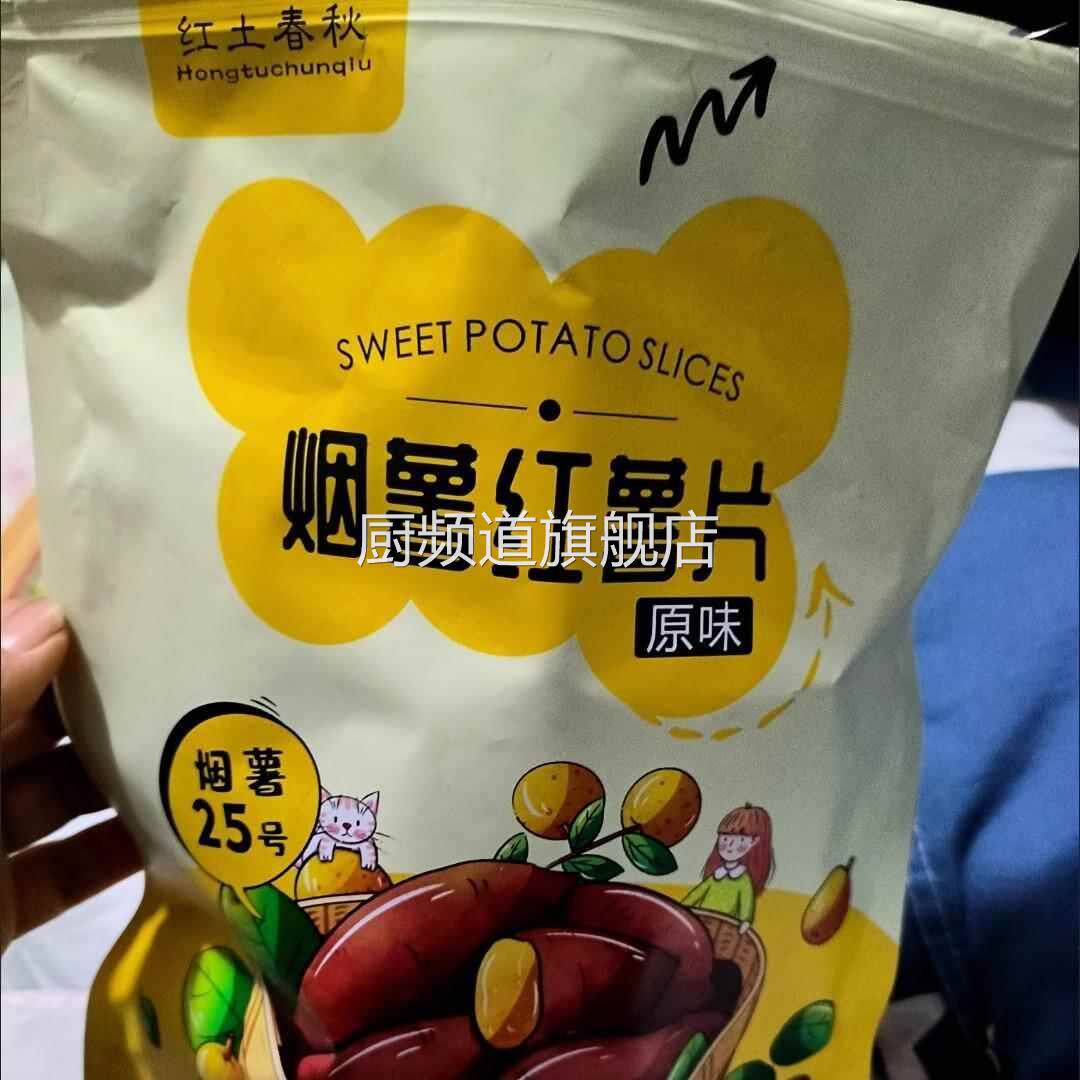 红土春秋
Hongtuchunqiu
SWEET POTATO SLICES
烟薯红薯片
厨频道旗舰店
原味
烟薯
25号